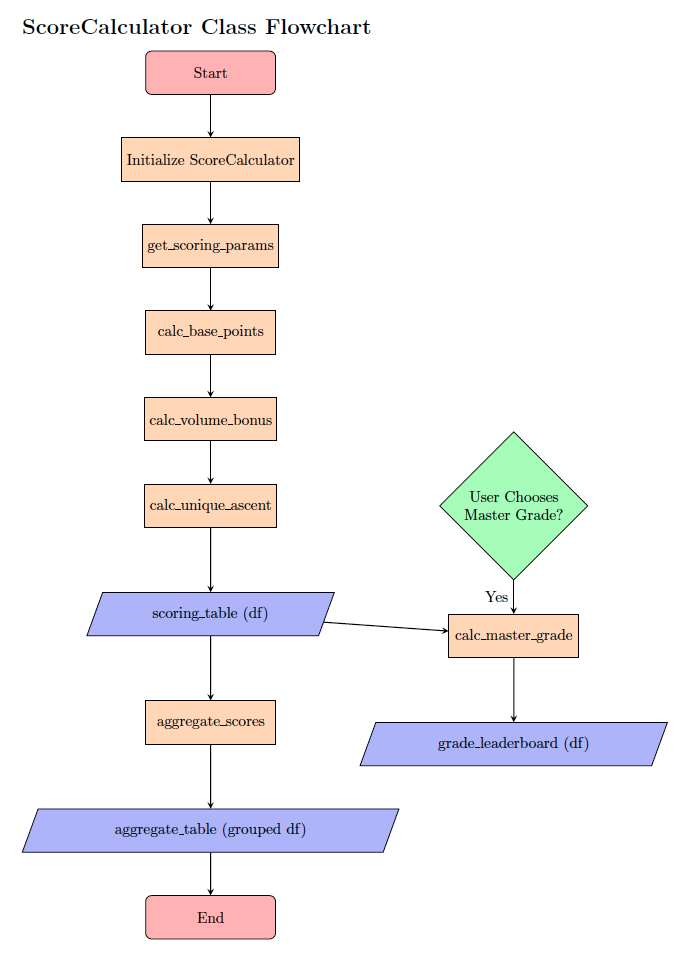 ScoreCalculator Class Flowchart
Start
Initialize ScoreCalculator
get_scoring_params
calc_base_points
calc_volume_bonus
calc_unique_ascent
User Chooses
Master Grade?
Yes
scoring_table (df)
calc_master_grade
aggregate_scores
grade_leaderboard (df)
aggregate_table (grouped df)
End